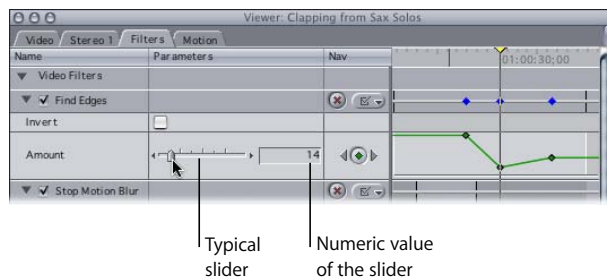 Viewer: Clapping from Sax Solos
Video Stereo 1 Filters Motion
Name Parameters Nav
01:00:30;00
Video Filters
Find Edges
Invert
Amount 14
Stop Motion Blur
Typical slider
Numeric value of the slider